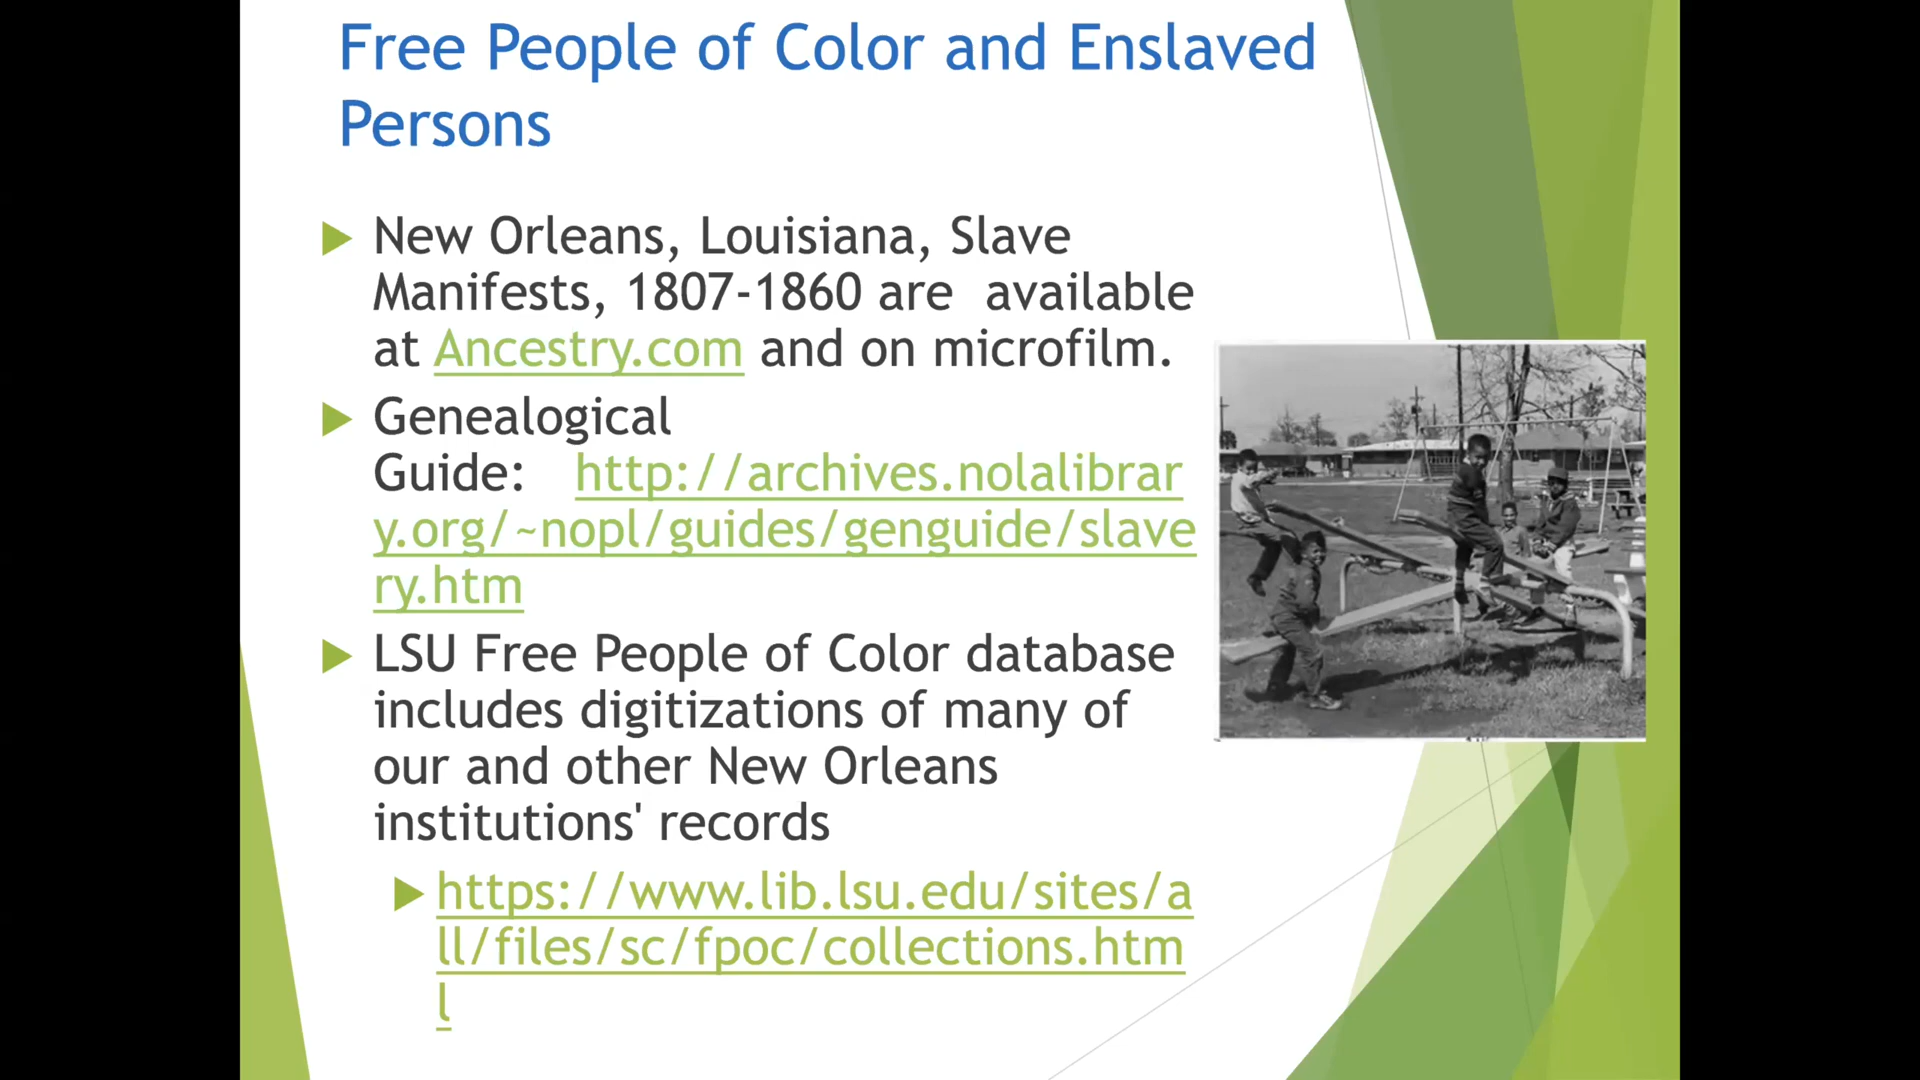 Free People of Color and Enslaved
Persons
New Orleans, Louisiana, Slave
Manifests, 1807-1860 are available
at Ancestry.com and on microfilm.
Genealogical
Guide: http://archives.nolalibrar
y.org/~nopl/guides/genguide/slave
ry.htm
LSU Free People of Color database
includes digitizations of many of
our and other New Orleans
institutions' records
https://www.lib.lsu.edu/sites/a
ll/files/sc/fpoc/collections.htm
l